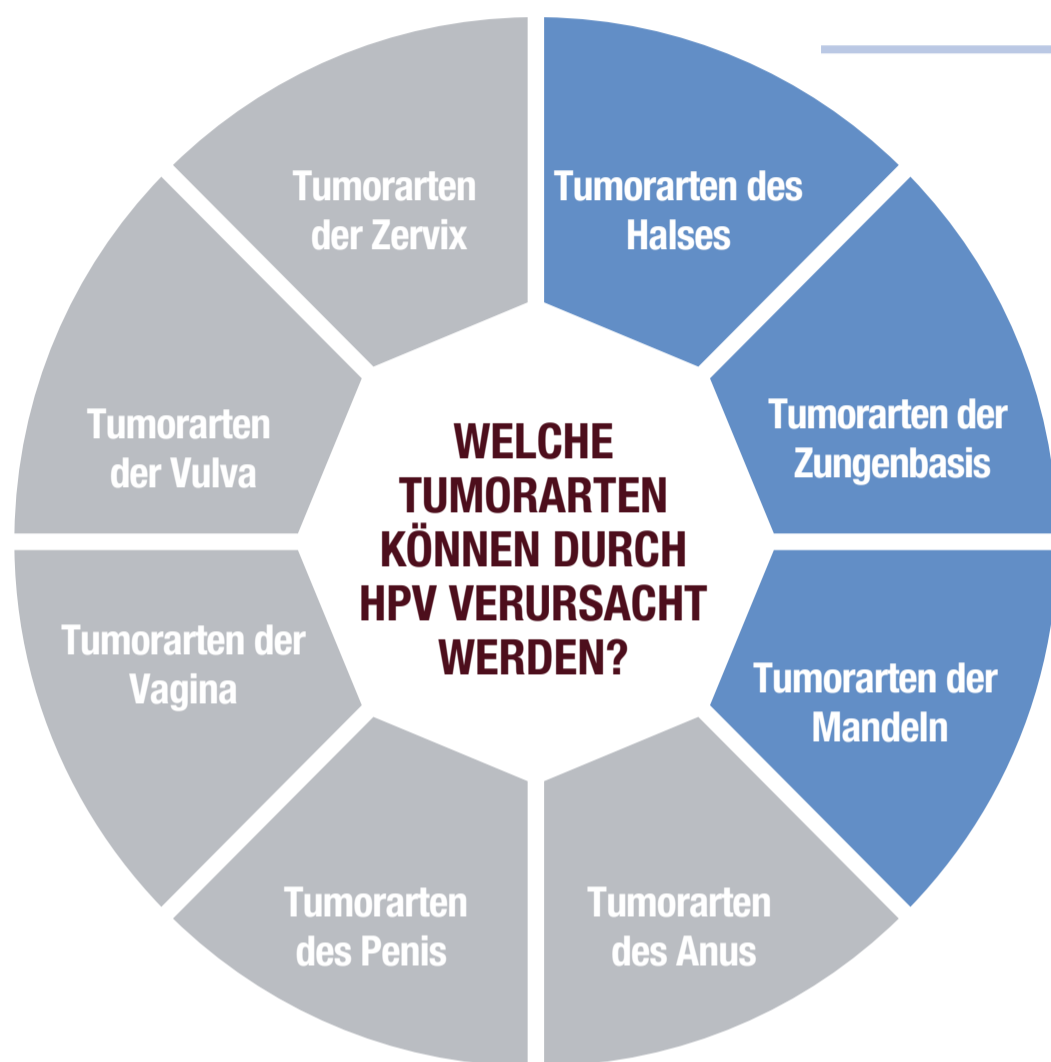 WELCHE
TUMORARTEN
KÖNNEN DURCH
HPV VERURSACHT
WERDEN?
Tumorarten des
Halses
Tumorarten der
Zungenbasis
Tumorarten der
Mandeln
Tumorarten
des Anus
Tumorarten
des Penis
Tumorarten der
Vagina
Tumorarten
der Vulva
Tumorarten
der Zervix